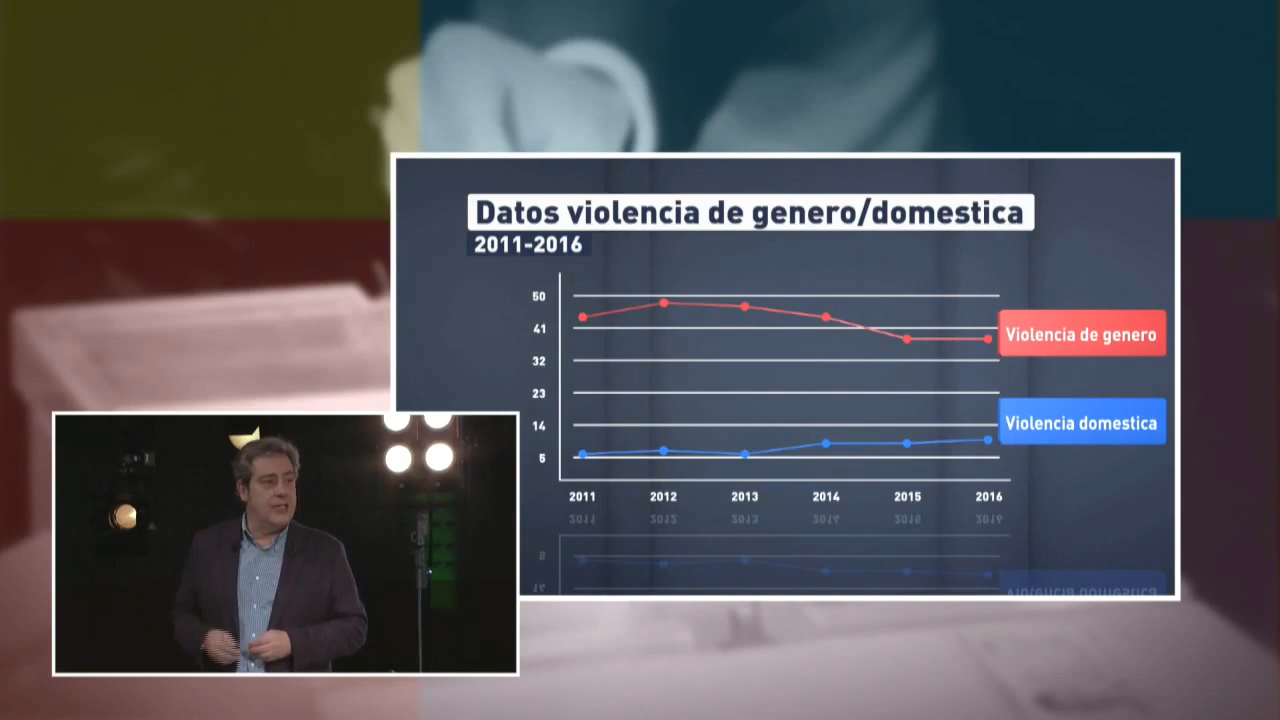 Datos violencia de genero/domestica
2011-2016
50
41
Violencia de genero
32
23
14
Violencia domestica
5
2011 2012 2013 2014 2015 2016